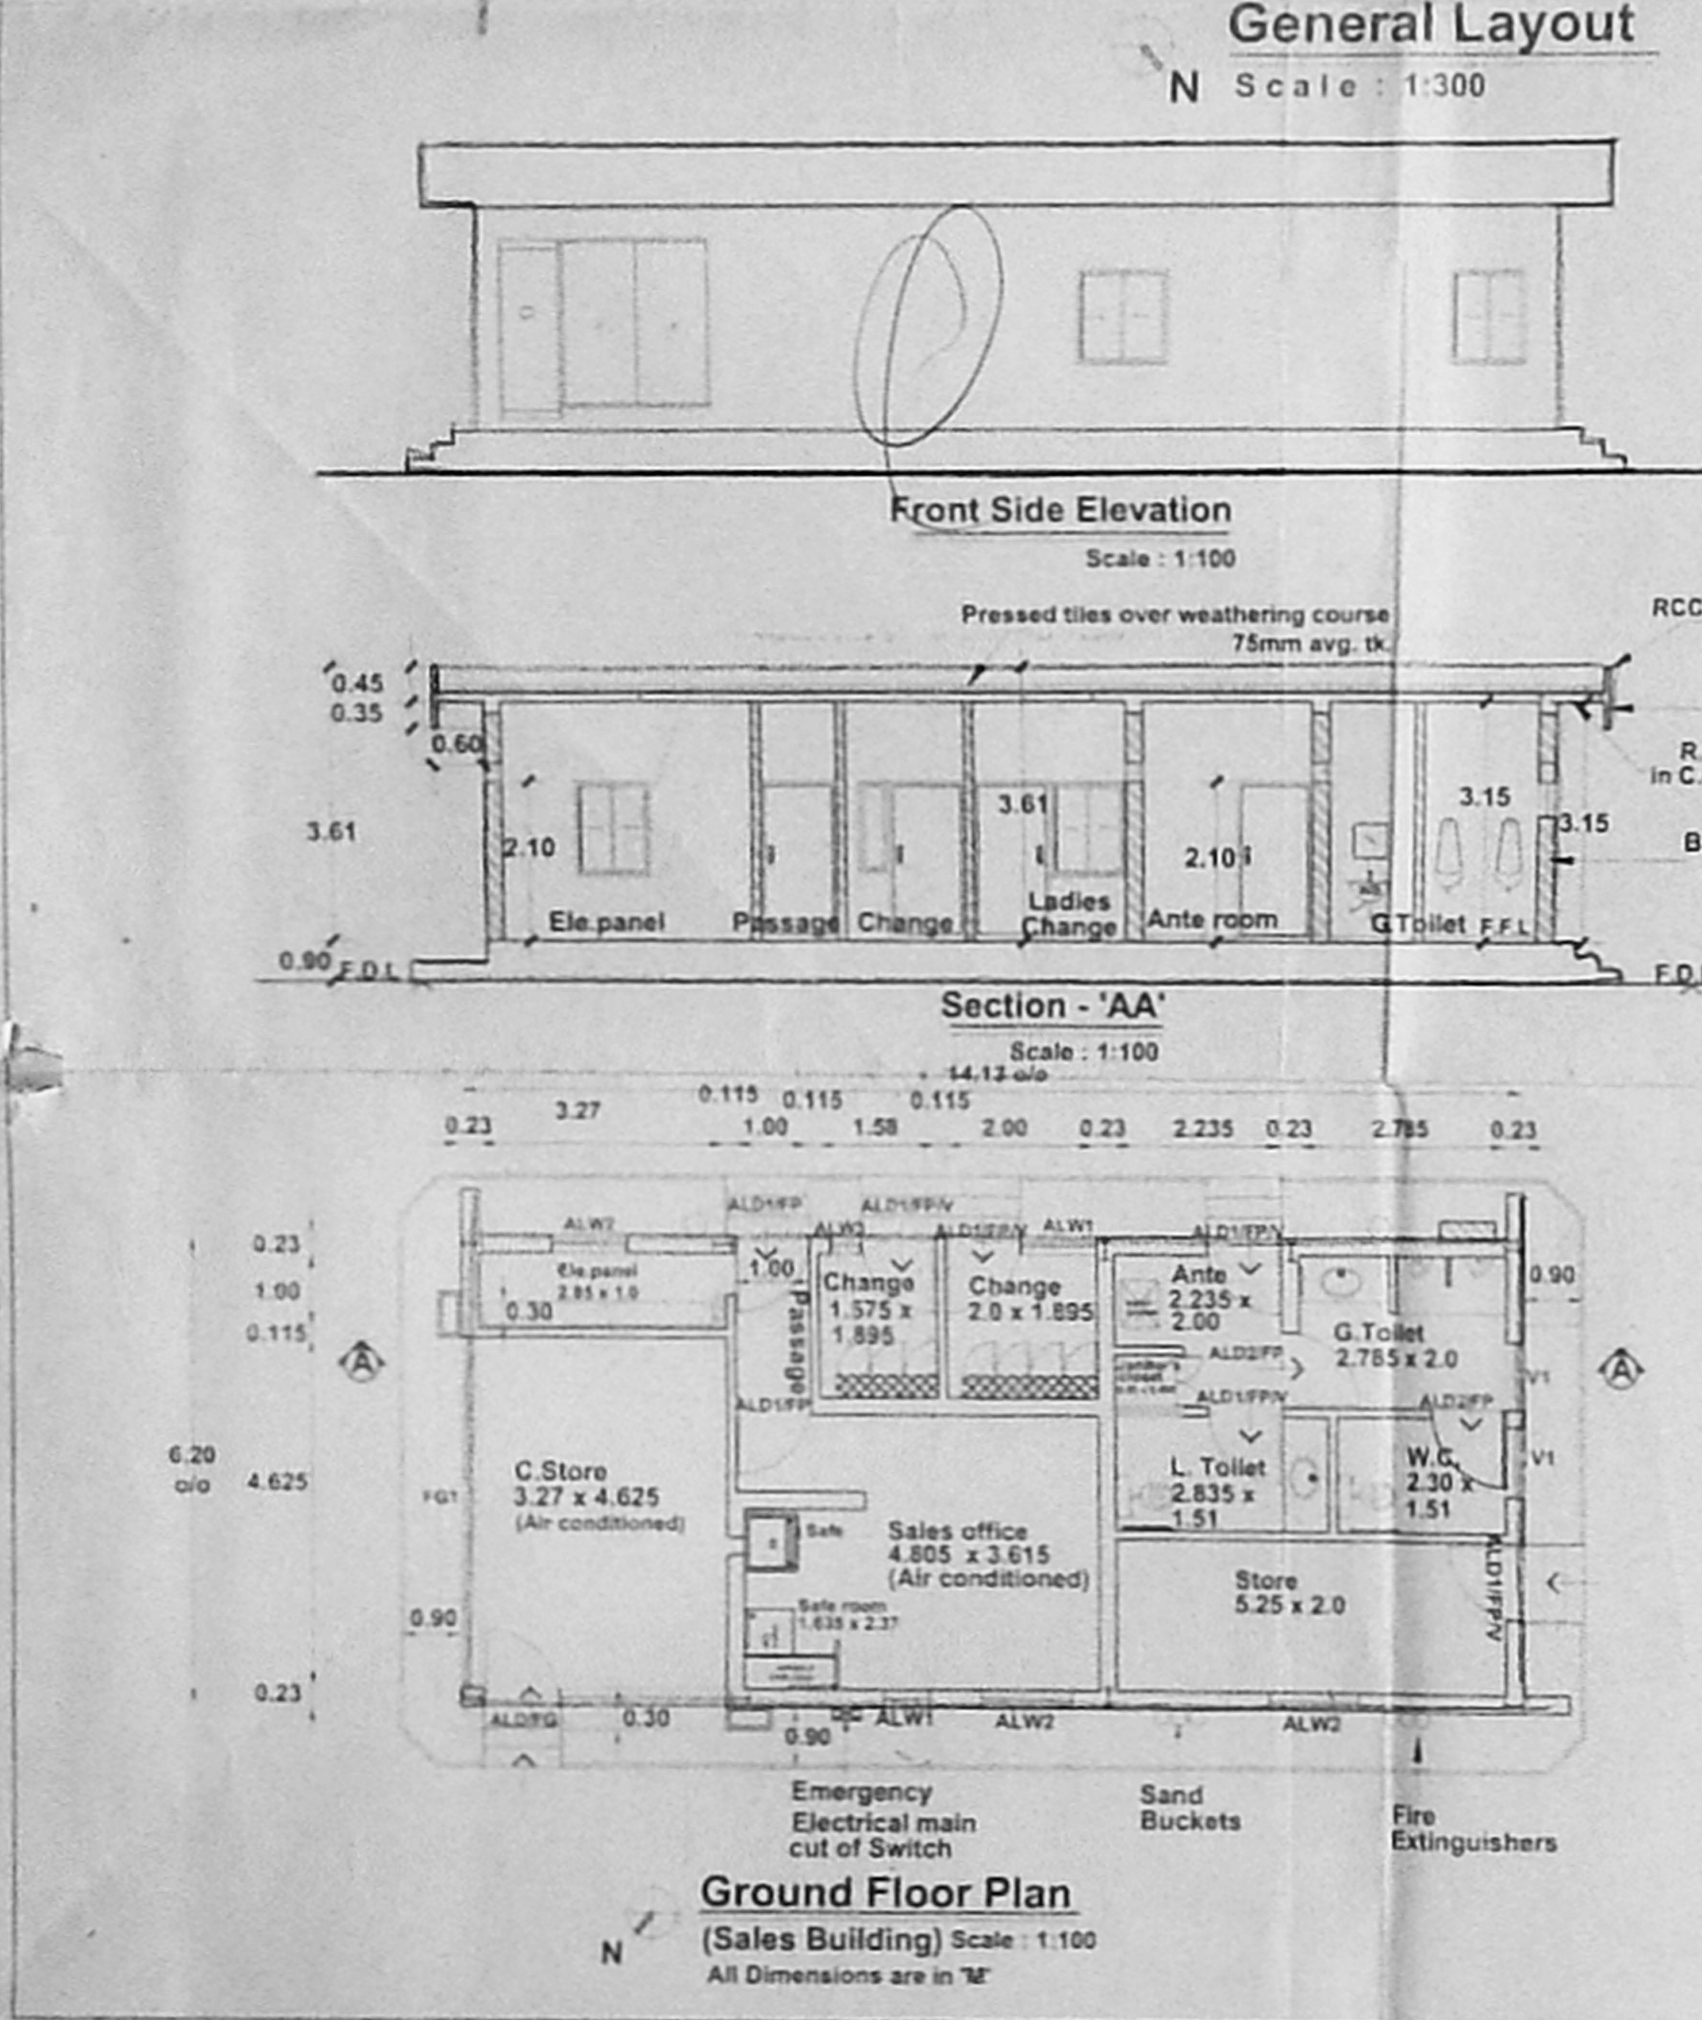 General Layout
N
Scale : 1:300
Front Side Elevation
Scale : 1:100
Pressed tiles over weathering course
75mm avg. tk.
RCC
0.45
0.35
0.60
R.
in C.
3.61
2.10
3.61
2.10
3.15
3.15
B
Ele.panel
Passage
Change
Ladies
Change
Ante room
G.Toilet
F.F.L
0.90
F.D.L
F.D.
Section - 'AA'
Scale : 1:100
14.13 o/o
0.115
0.115
0.115
3.27
0.23
1.00
1.58
2.00
0.23
2.235
0.23
2.785
0.23
ALD1/FP
ALD1/FP/V
ALW2
ALD1/FP/V
ALW1
ALD1/FP/V
0.23
1.00
0.115
Ele.panel
0.30
1.00
Passage
Change
1.575 x
1.895
Change
2.0 x 1.895
Ante
2.235 x
2.00
G.Toilet
2.785 x 2.0
0.90
A
A
ALD2/FP
ALD1/FP/V
ALD2/FP
ALD1/FP
V1
V1
6.20
o/o
4.625
FG1
C.Store
3.27 x 4.625
(Air conditioned)
Safe
Sales office
4.805 x 3.615
(Air conditioned)
L. Toilet
2.835 x
1.51
W.C.
2.30 x
1.51
Store
5.25 x 2.0
ALD1/FP/V
Safe room
1.635 x 2.37
0.90
0.23
ALD/FG
0.30
0.90
ALW1
ALW2
ALW2
Emergency
Electrical main
cut of Switch
Sand
Buckets
Fire
Extinguishers
Ground Floor Plan
N
(Sales Building) Scale : 1:100
All Dimensions are in "M"